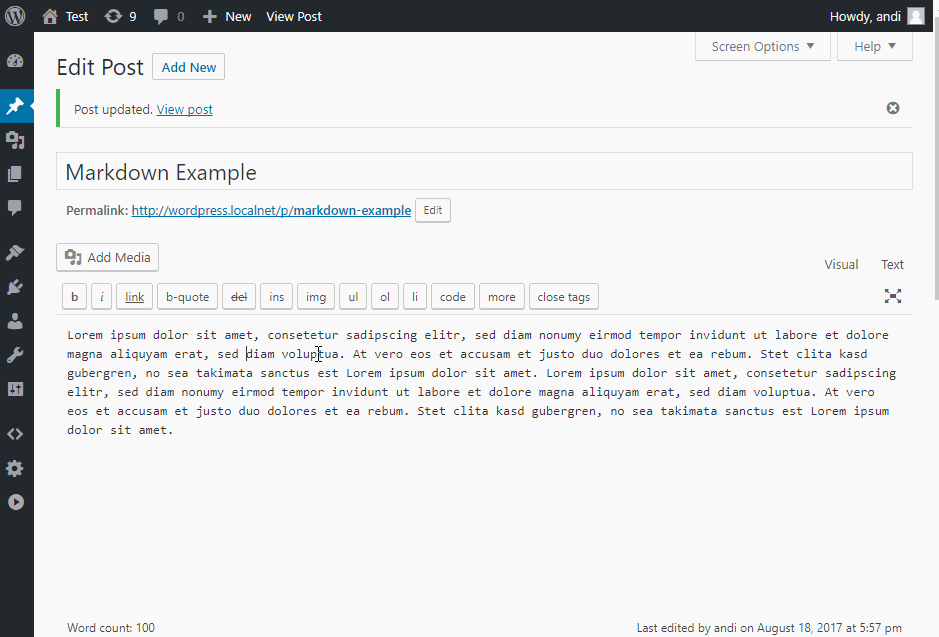 Test 9 0 New View Post Howdy, andi
Screen Options Help
Edit Post Add New
Post updated. View post
Markdown Example
Permalink: http://wordpress.localnet/p/markdown-example Edit
Add Media
Visual Text
b i link b-quote del ins img ul ol li code more close tags
Lorem ipsum dolor sit amet, consetetur sadipscing elitr, sed diam nonumy eirmod tempor invidunt ut labore et dolore
magna aliquyam erat, sed diam voluptua. At vero eos et accusam et justo duo dolores et ea rebum. Stet clita kasd
gubergren, no sea takimata sanctus est Lorem ipsum dolor sit amet. Lorem ipsum dolor sit amet, consetetur sadipscing
elitr, sed diam nonumy eirmod tempor invidunt ut labore et dolore magna aliquyam erat, sed diam voluptua. At vero
eos et accusam et justo duo dolores et ea rebum. Stet clita kasd gubergren, no sea takimata sanctus est Lorem ipsum
dolor sit amet.
Word count: 100 Last edited by andi on August 18, 2017 at 5:57 pm